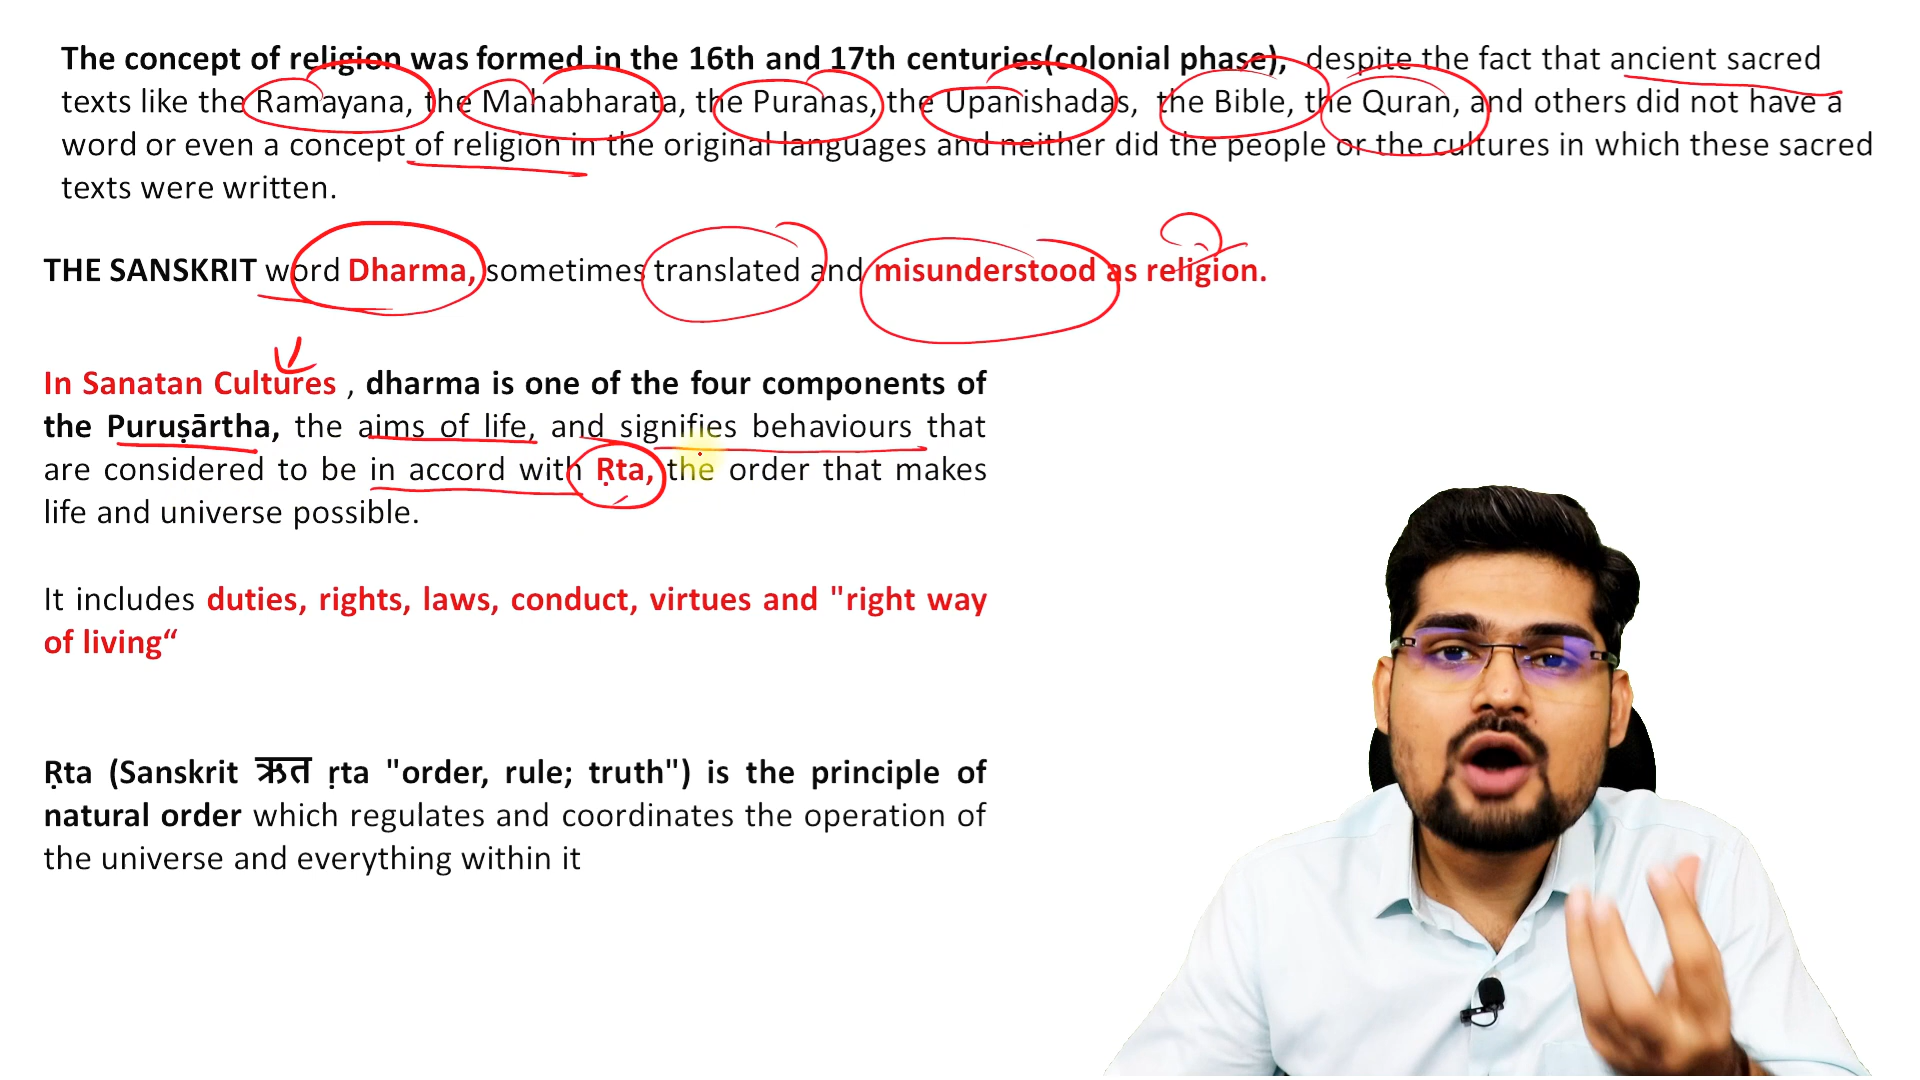 The concept of religion was formed in the 16th and 17th centuries(colonial phase), despite the fact that ancient sacred
texts like the Ramayana, the Mahabharata, the Puranas, the Upanishadas, the Bible, the Quran, and others did not have a
word or even a concept of religion in the original languages and neither did the people or the cultures in which these sacred
texts were written.
THE SANSKRIT word Dharma, sometimes translated and misunderstood as religion.
In Sanatan Cultures , dharma is one of the four components of
the Puruṣārtha, the aims of life, and signifies behaviours that
are considered to be in accord with Ṛta, the order that makes
life and universe possible.
It includes duties, rights, laws, conduct, virtues and "right way
of living“
Ṛta (Sanskrit ऋत ṛta "order, rule; truth") is the principle of
natural order which regulates and coordinates the operation of
the universe and everything within it